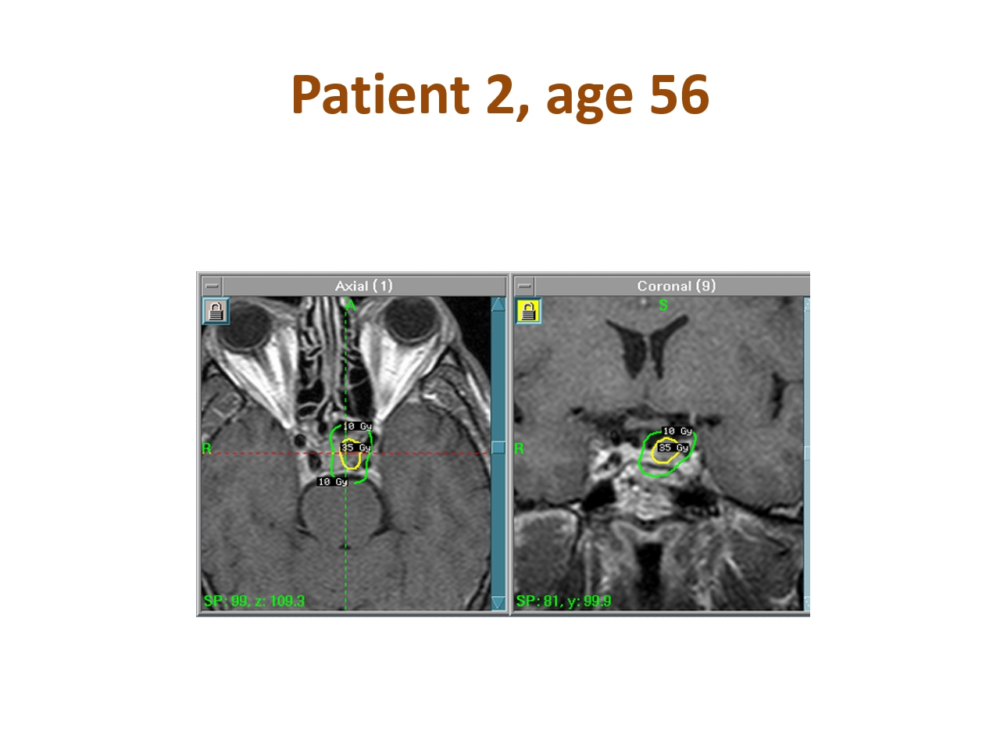 Patient 2, age 56
Axial (1)
A
10 Gy
35 Gy
R
10 Gy
SP: 99, z: 109.3
Coronal (9)
S
10 Gy
35 Gy
R
SP: 81, y: 99.9